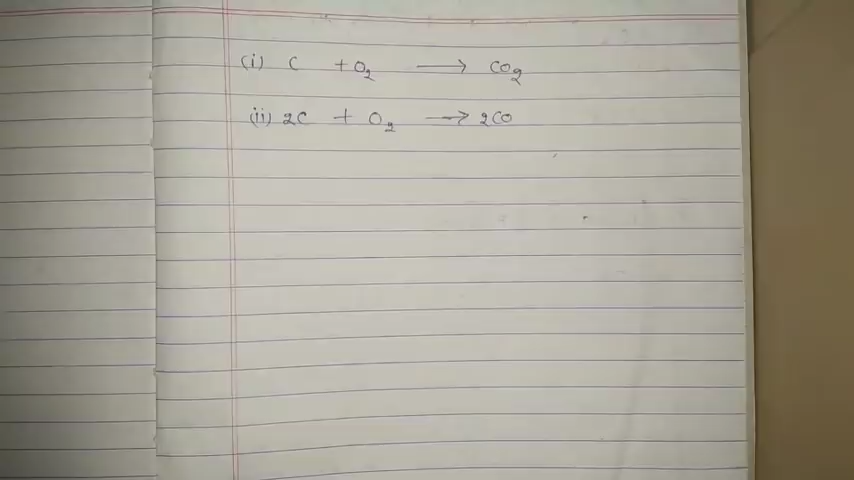 (i) C + O₂ ⟶ CO₂
(ii) 2C + O₂ ⟶ 2CO